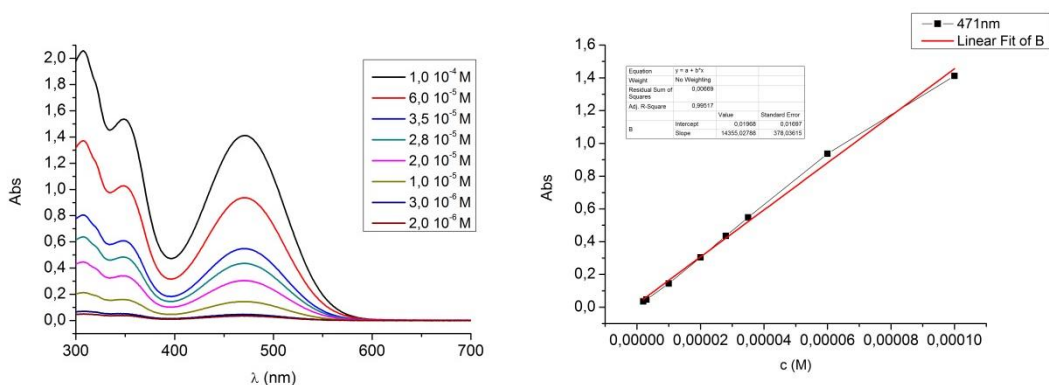 2,0
1,8
1,6
1,4
1,2
1,0
0,8
0,6
0,4
0,2
0,0
Abs
300 400 500 600 700
λ (nm)
1,0 10⁻⁴ M
6,0 10⁻⁵ M
3,5 10⁻⁵ M
2,8 10⁻⁵ M
2,0 10⁻⁵ M
1,0 10⁻⁵ M
3,0 10⁻⁶ M
2,0 10⁻⁶ M
471nm
Linear Fit of B
1,6
1,4
1,2
1,0
0,8
0,6
0,4
0,2
0,0
Abs
Equation y = a + b*x
Weight No Weighting
Residual Sum of Squares 0,00669
Adj. R-Square 0,99517
Value Standard Error
B Intercept 0,01968 0,01697
B Slope 14355,02788 378,03615
0,00000 0,00002 0,00004 0,00006 0,00008 0,00010
c (M)